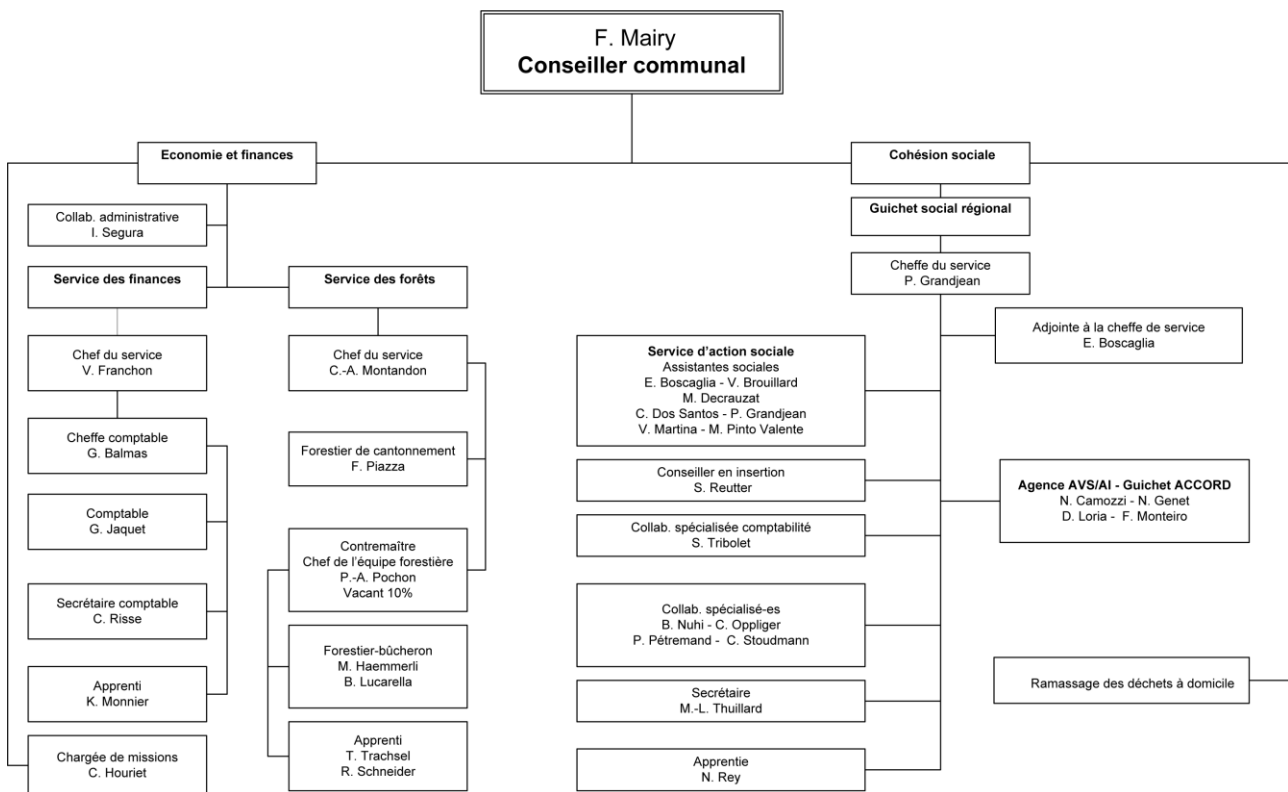 F. Mairy
Conseiller communal
Economie et finances
Collab. administrative
I. Segura
Service des finances
Chef du service
V. Franchon
Cheffe comptable
G. Balmas
Comptable
G. Jaquet
Secrétaire comptable
C. Risse
Apprenti
K. Monnier
Chargée de missions
C. Houriet
Service des forêts
Chef du service
C.-A. Montandon
Forestier de cantonnement
F. Piazza
Contremaître
Chef de l'équipe forestière
P.-A. Pochon
Vacant 10%
Forestier-bûcheron
M. Haemmerli
B. Lucarella
Apprenti
T. Trachsel
R. Schneider
Cohésion sociale
Guichet social régional
Cheffe du service
P. Grandjean
Adjointe à la cheffe de service
E. Boscaglia
Service d'action sociale
Assistantes sociales
E. Boscaglia - V. Brouillard
M. Decrauzat
C. Dos Santos - P. Grandjean
V. Martina - M. Pinto Valente
Conseiller en insertion
S. Reutter
Collab. spécialisée comptabilité
S. Tribolet
Collab. spécialisé-es
B. Nuhi - C. Oppliger
P. Pétremand - C. Stoudmann
Secrétaire
M.-L. Thuillard
Apprentie
N. Rey
Agence AVS/AI - Guichet ACCORD
N. Camozzi - N. Genet
D. Loria - F. Monteiro
Ramassage des déchets à domicile